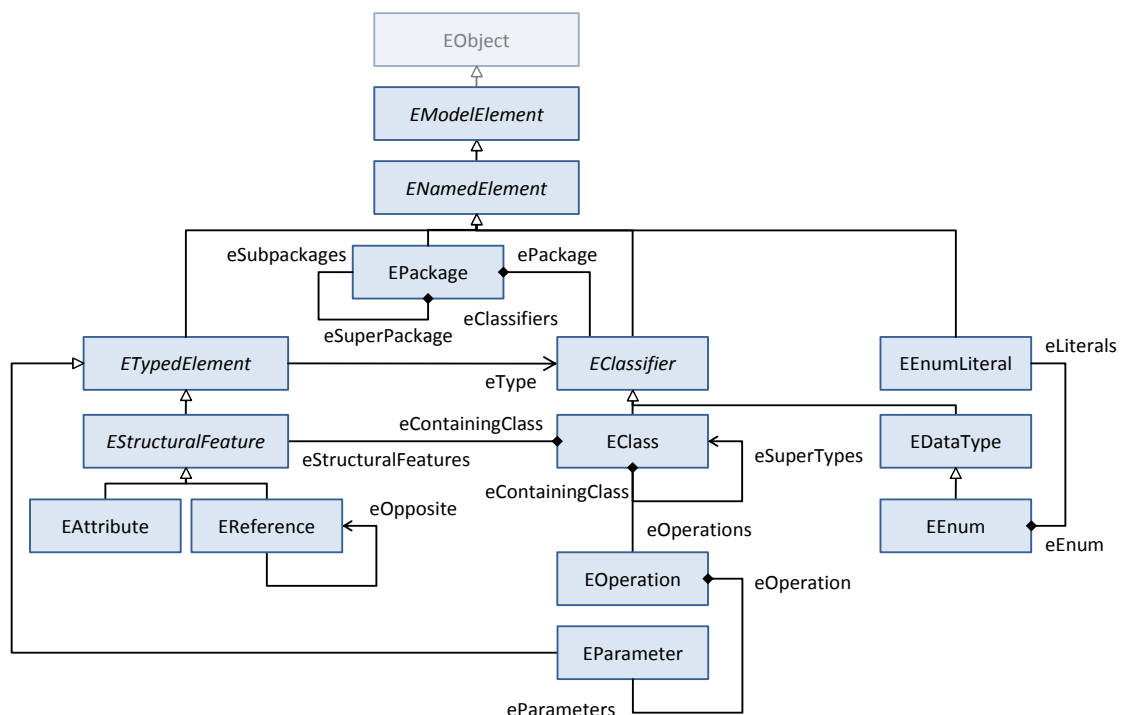 EObject
EModelElement
ENamedElement
eSubpackages
ePackage
EPackage
eClassifiers
eSuperPackage
ETypedElement
EClassifier
EEnumLiteral
eLiterals
eType
eContainingClass
EStructuralFeature
EClass
EDataType
eStructuralFeatures
eSuperTypes
eContainingClass
eOpposite
EAttribute
EReference
eOperations
EEnum
eEnum
EOperation
eOperation
EParameter
eParameters